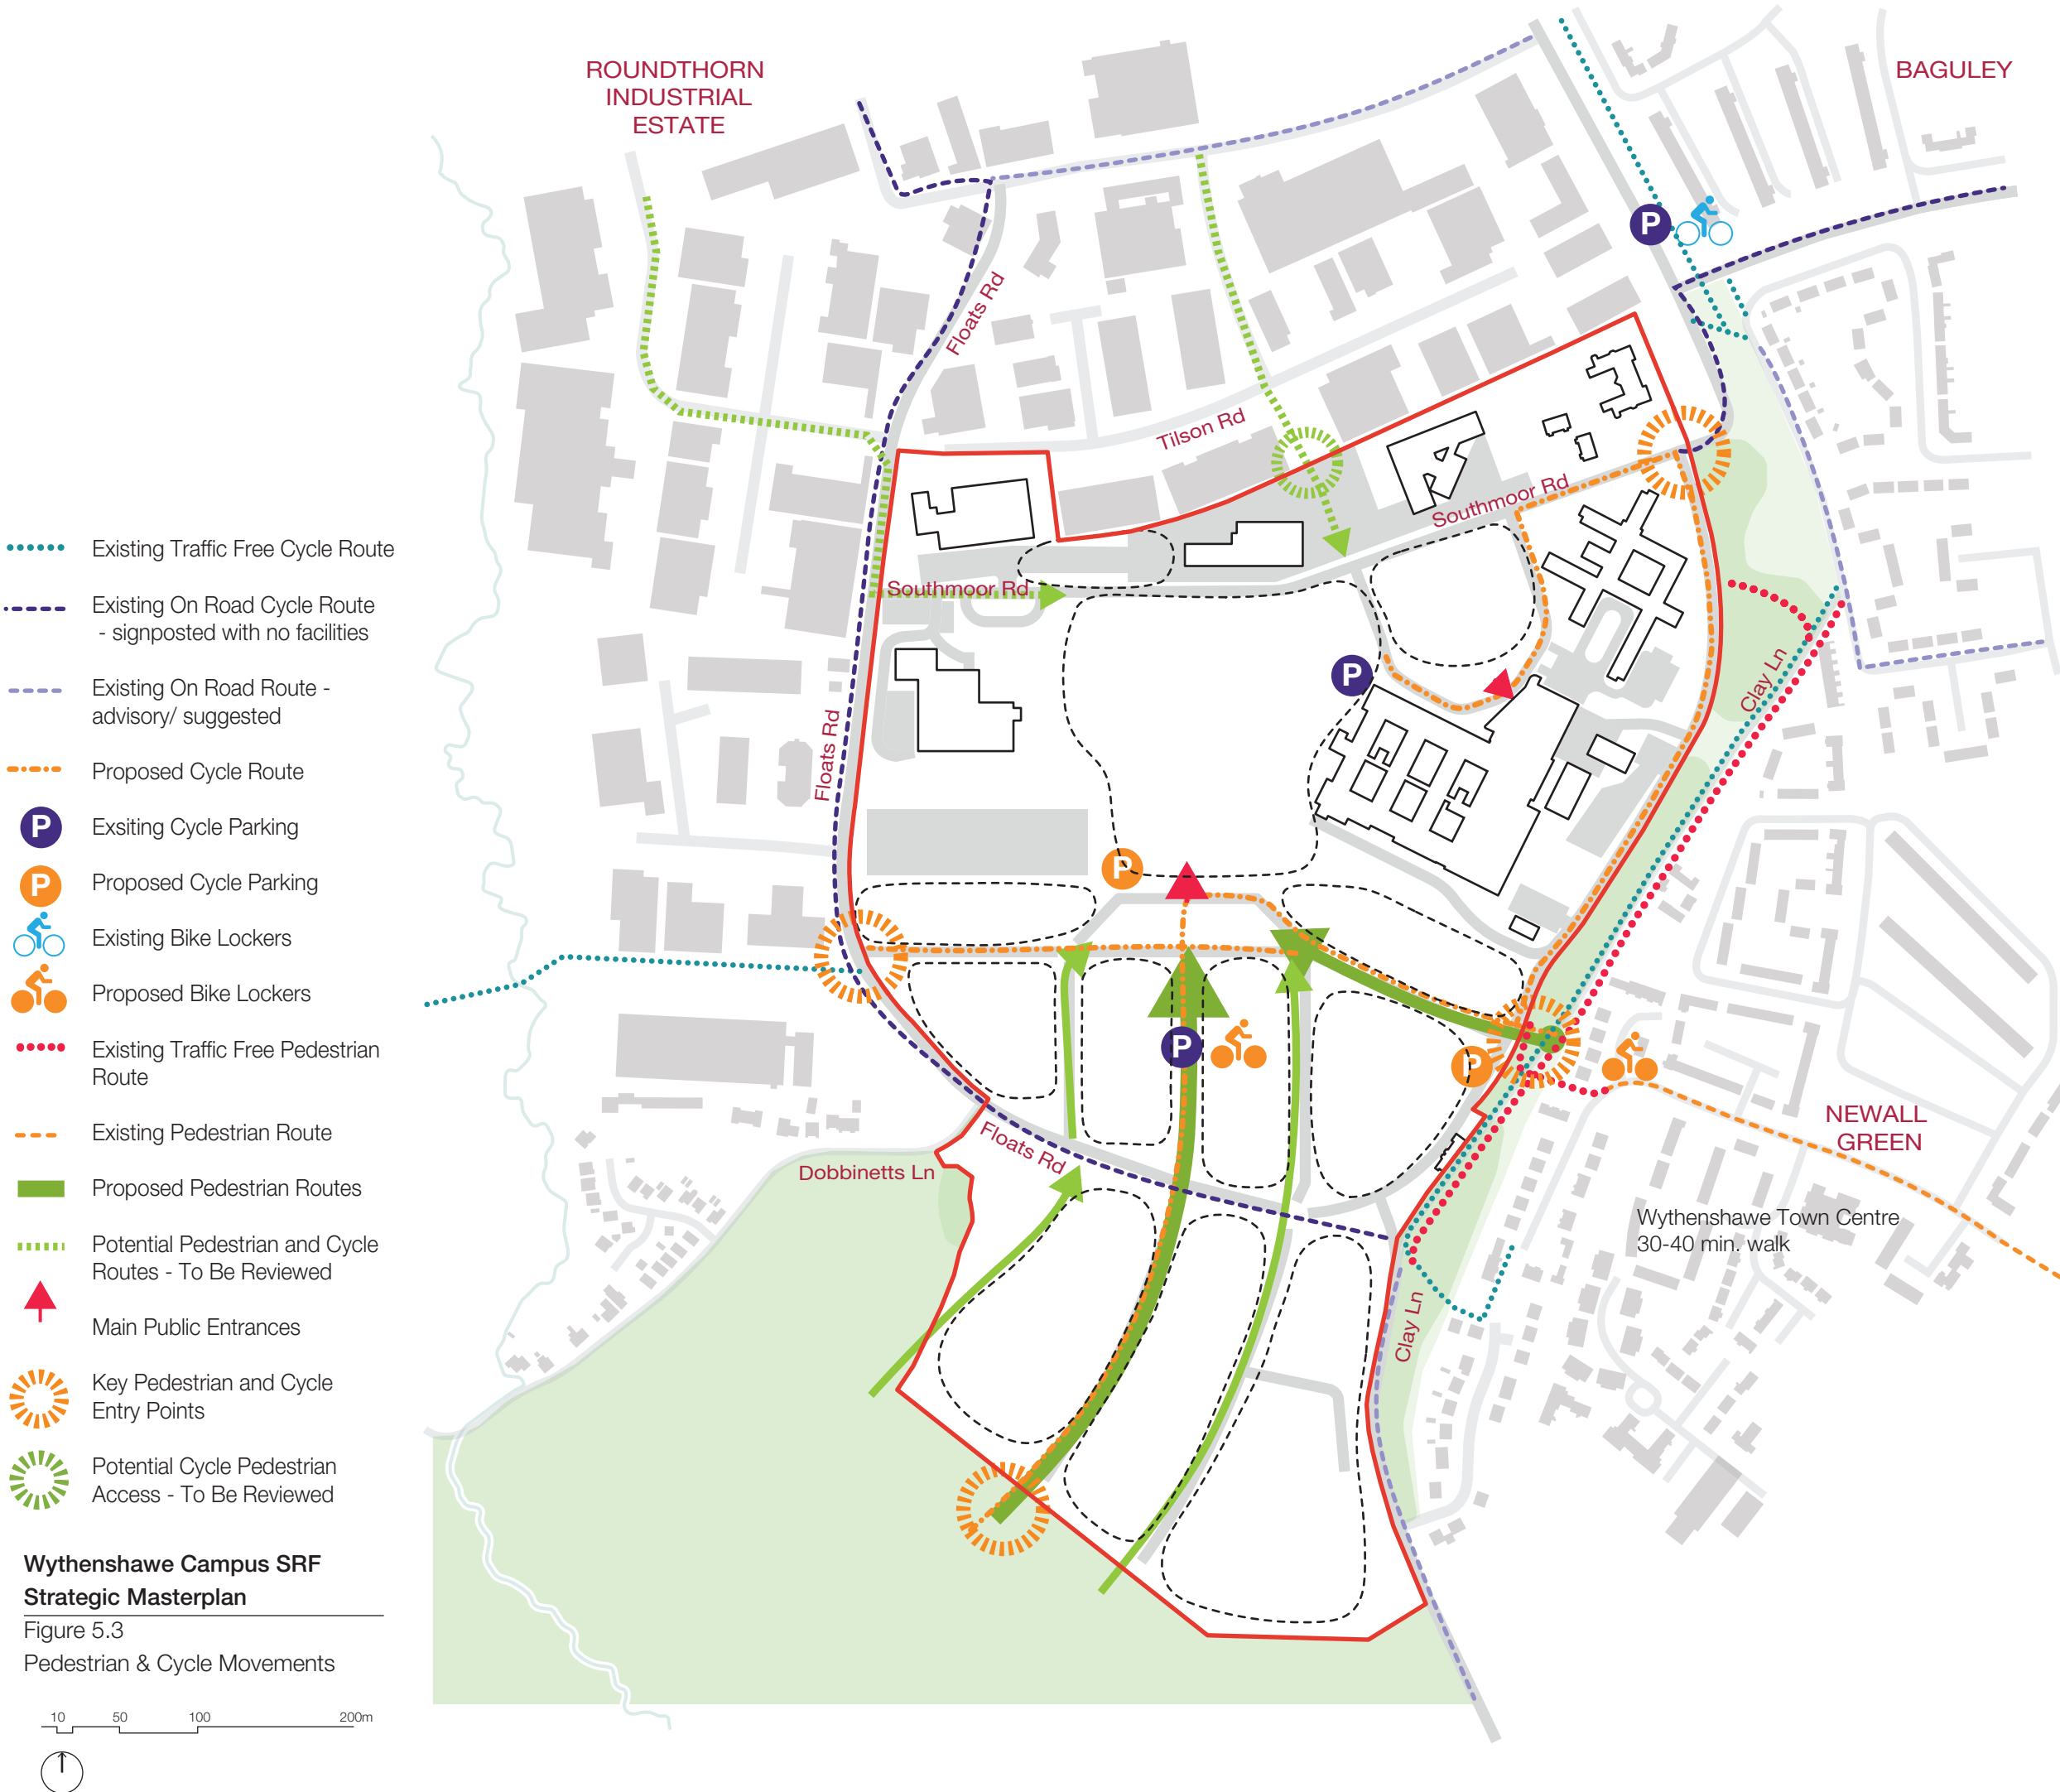 ROUNDTHORN
INDUSTRIAL
ESTATE
BAGULEY
P
Floats Rd
Tilson Rd
Southmoor Rd
Southmoor Rd
P
Clay Ln
Floats Rd
P
P
P
Floats Rd
Dobbinetts Ln
NEWALL
GREEN
Wythenshawe Town Centre
30-40 min. walk
Clay Ln
Existing Traffic Free Cycle Route
Existing On Road Cycle Route
- signposted with no facilities
Existing On Road Route -
advisory/ suggested
Proposed Cycle Route
P Exsiting Cycle Parking
P Proposed Cycle Parking
Existing Bike Lockers
Proposed Bike Lockers
Existing Traffic Free Pedestrian
Route
Existing Pedestrian Route
Proposed Pedestrian Routes
Potential Pedestrian and Cycle
Routes - To Be Reviewed
Main Public Entrances
Key Pedestrian and Cycle
Entry Points
Potential Cycle Pedestrian
Access - To Be Reviewed
Wythenshawe Campus SRF
Strategic Masterplan
Figure 5.3
Pedestrian & Cycle Movements
10 50 100 200m